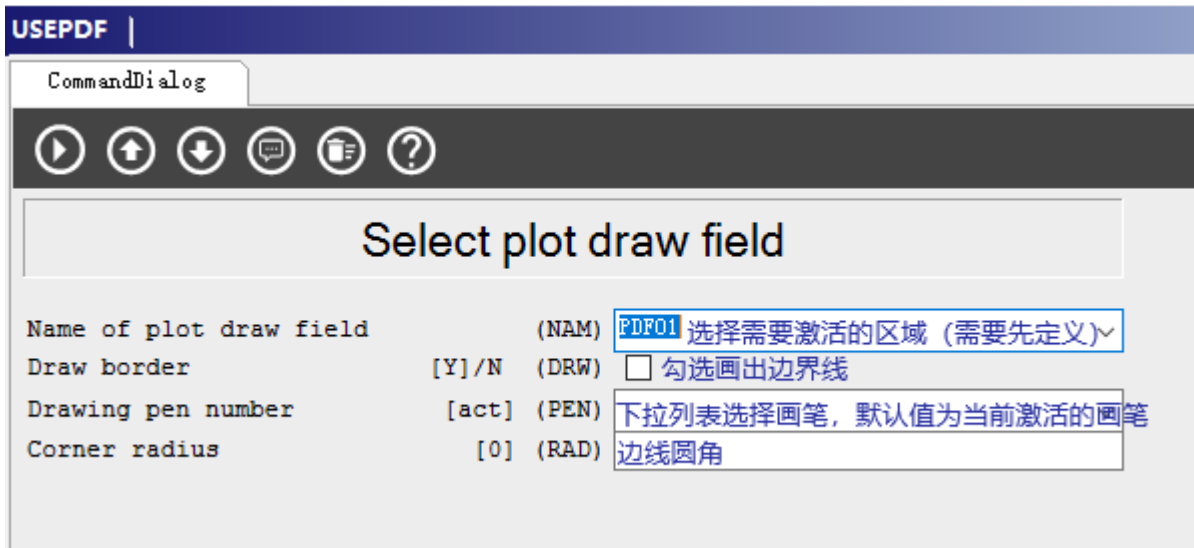 USEPDF
CommandDialog
Select plot draw field
Name of plot draw field (NAM) PDF01 选择需要激活的区域（需要先定义）
Draw border [Y]/N (DRW) 勾选画出边界线
Drawing pen number [act] (PEN) 下拉列表选择画笔，默认值为当前激活的画笔
Corner radius [0] (RAD) 边线圆角